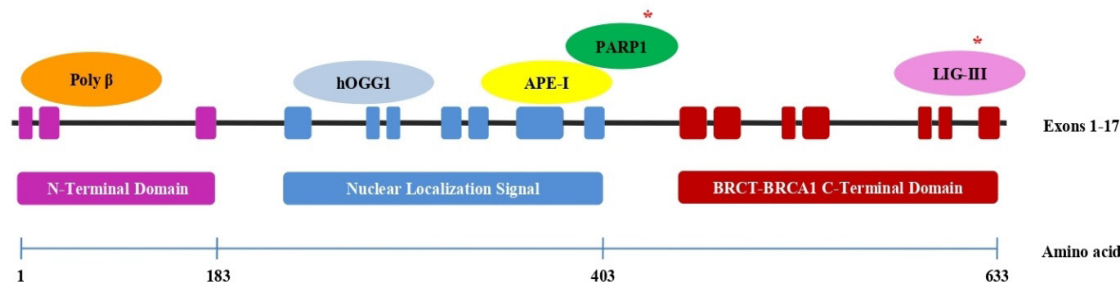 * *
PARP1
Poly β hOGG1 APE-I LIG-III
Exons 1-17
N-Terminal Domain Nuclear Localization Signal BRCT-BRCA1 C-Terminal Domain
Amino acid
1 183 403 633